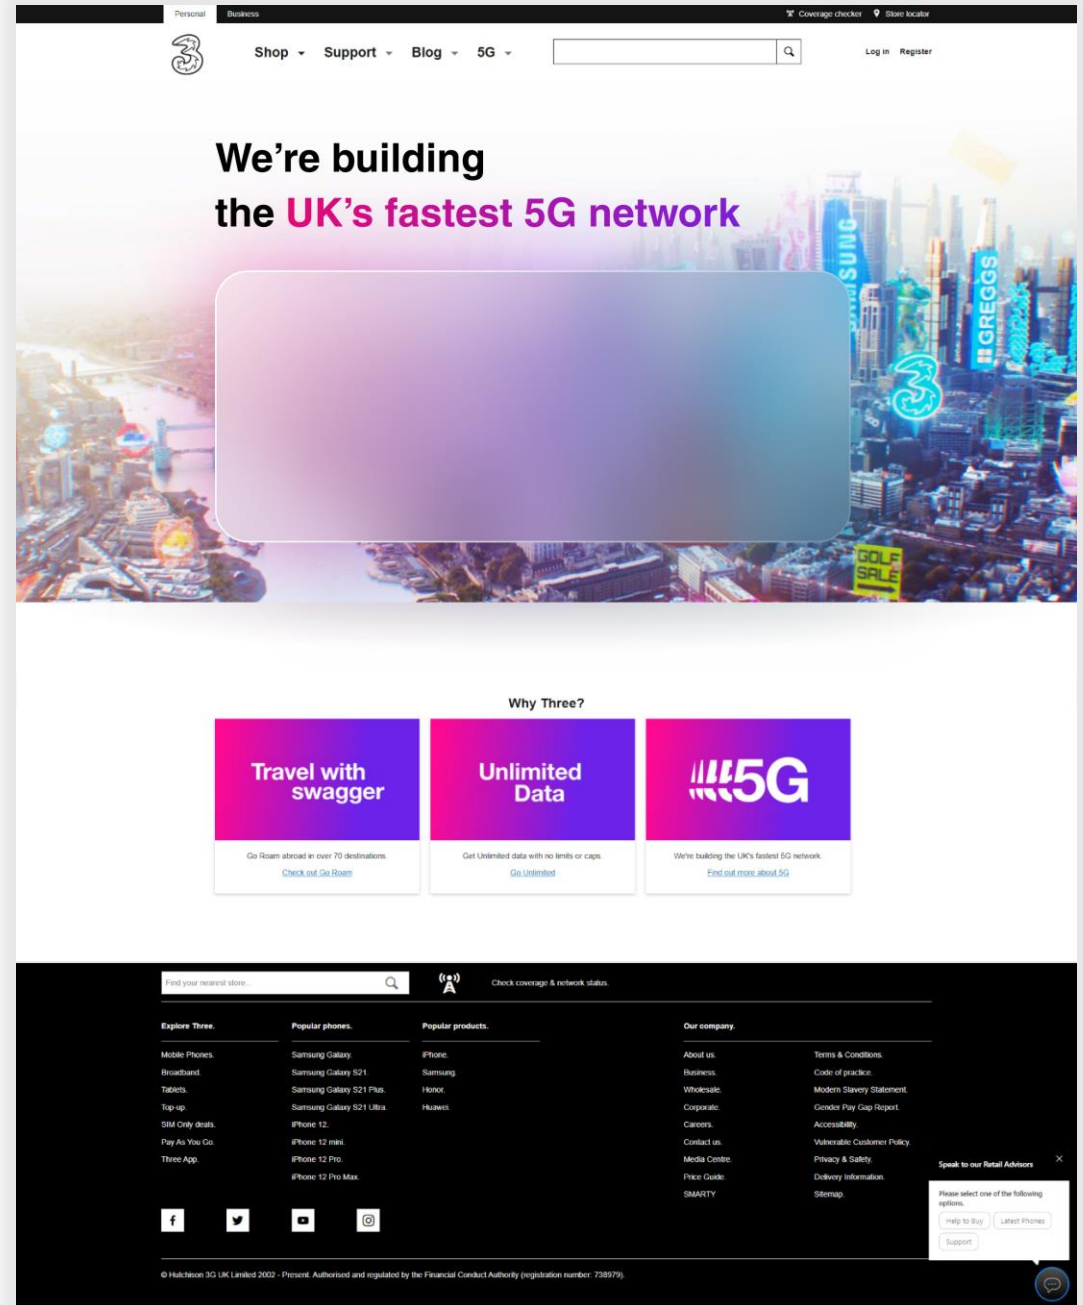 Personal
Business
Coverage checker
Store locator
Shop
Support
Blog
5G
Log in
Register
We're building
the UK's fastest 5G network
SAMSUNG
GREGGS
3
GOLF
SALE
Why Three?
Travel with
swagger
Go Roam abroad in over 70 destinations.
Check out Go Roam
Unlimited
Data
Get Unlimited data with no limits or caps.
Go Unlimited
5G
We're building the UK's fastest 5G network.
Find out more about 5G
Find your nearest store...
Check coverage & network status.
Explore Three.
Mobile Phones.
Broadband.
Tablets.
Top-up.
SIM Only deals.
Pay As You Go.
Three App.
Popular phones.
Samsung Galaxy.
Samsung Galaxy S21.
Samsung Galaxy S21 Plus.
Samsung Galaxy S21 Ultra.
iPhone 12.
iPhone 12 mini.
iPhone 12 Pro.
iPhone 12 Pro Max.
Popular products.
iPhone.
Samsung.
Honor.
Huawei.
Our company.
About us.
Business.
Wholesale.
Corporate.
Careers.
Contact us.
Media Centre.
Price Guide.
SMARTY
Terms & Conditions.
Code of practice.
Modern Slavery Statement.
Gender Pay Gap Report.
Accessibility.
Vulnerable Customer Policy.
Privacy & Safety.
Delivery Information.
Sitemap.
Speak to our Retail Advisors
Please select one of the following
options.
Help to Buy
Latest Phones
Support
© Hutchison 3G UK Limited 2002 - Present. Authorised and regulated by the Financial Conduct Authority (registration number: 738979).